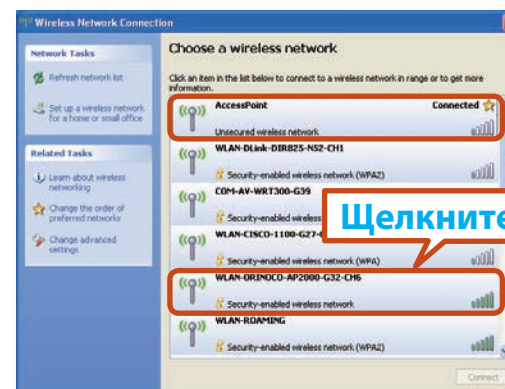 Wireless Network Connection
Network Tasks
Refresh network list
Set up a wireless network
for a home or small office
Related Tasks
Learn about wireless
networking
Change the order of
preferred networks
Change advanced
settings
Choose a wireless network
Click an item in the list below to connect to a wireless network in range or to get more
information.
AccessPoint
Connected
Unsecured wireless network
WLAN-DLink-DIR825-N52-CH1
Security-enabled wireless network (WPA2)
COM-AV-WRT300-G39
Security-enabled wireless
Щелкните
WLAN-CISCO-1100-G27-
Security-enabled wireless network (WPA)
WLAN-ORINOCO-AP2000-G32-CH6
Security-enabled wireless network
WLAN-ROAMING
Security-enabled wireless network (WPA2)
Connect